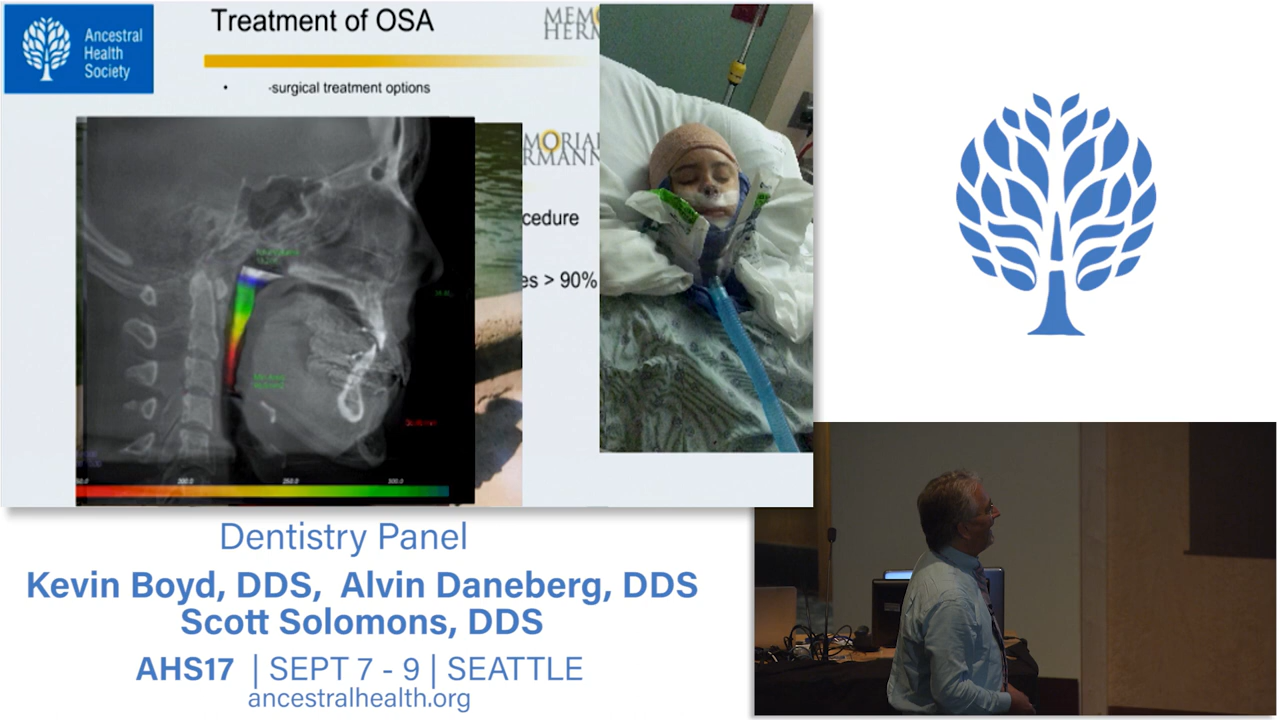 Ancestral
Health
Society
Treatment of OSA
• -surgical treatment options
cedure
es > 90%
Dentistry Panel
Kevin Boyd, DDS, Alvin Daneberg, DDS
Scott Solomons, DDS
AHS17 | SEPT 7 - 9 | SEATTLE
ancestralhealth.org